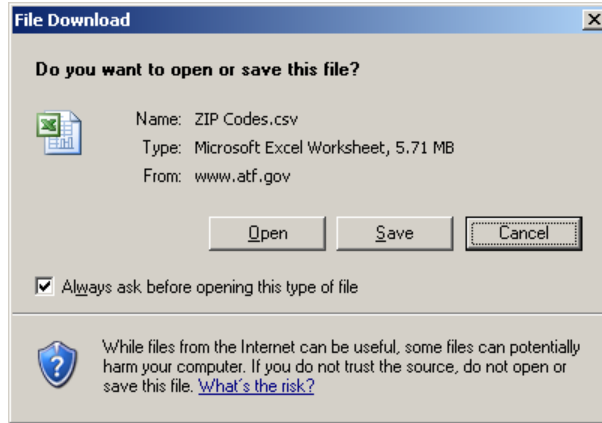 File Download
Do you want to open or save this file?
Name: ZIP Codes.csv
Type: Microsoft Excel Worksheet, 5.71 MB
From: www.atf.gov
Open Save Cancel
Always ask before opening this type of file
While files from the Internet can be useful, some files can potentially
harm your computer. If you do not trust the source, do not open or
save this file. What's the risk?